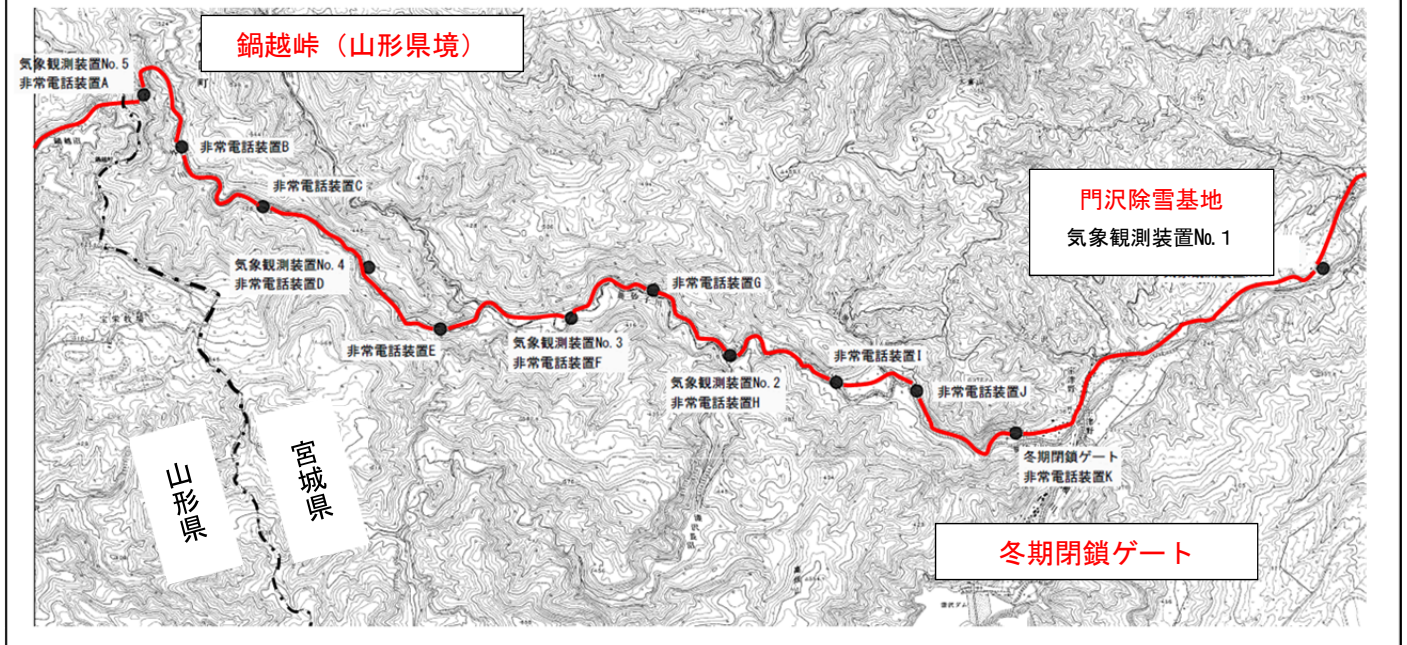 鍋越峠（山形県境）
気象観測装置No.5
非常電話装置A
非常電話装置B
非常電話装置C
気象観測装置No.4
非常電話装置D
非常電話装置E
気象観測装置No.3
非常電話装置F
非常電話装置G
気象観測装置No.2
非常電話装置H
非常電話装置I
非常電話装置J
冬期閉鎖ゲート
非常電話装置K
門沢除雪基地
気象観測装置No.1
山形県
宮城県
冬期閉鎖ゲート